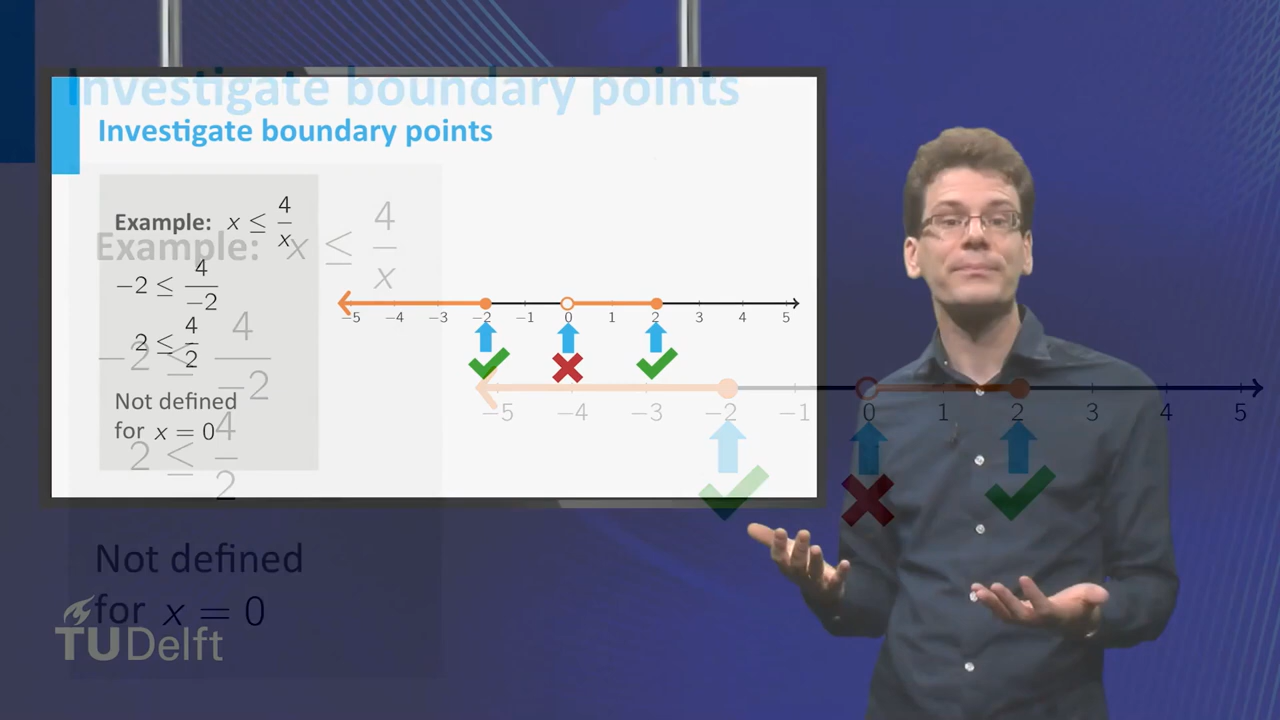 Investigate boundary points
Investigate boundary points
Example: x ≤ 4/x
−2 ≤ 4/−2
2 ≤ 4/2
Not defined
for x = 0
−5 −4 −3 −2 −1 0 1 2 3 4 5
Example: x ≤ 4/x
−2 ≤ 4/−2
2 ≤ 4/2
Not defined
for x = 0
−5 −4 −3 −2 −1 0 1 2 3 4 5
TUDelft